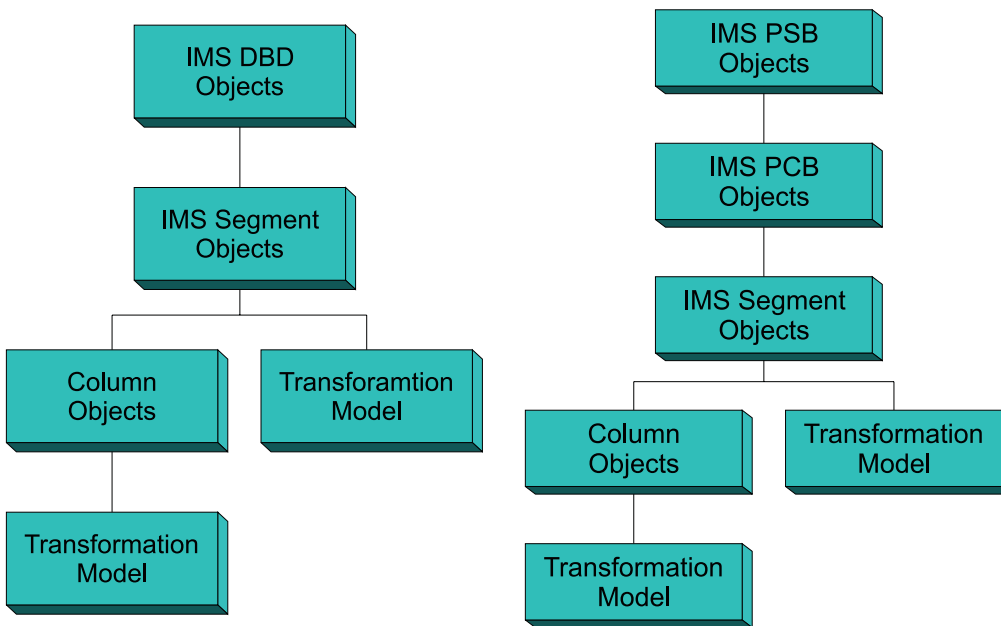 IMS DBD
Objects
IMS Segment
Objects
Column
Objects
Transforamtion
Model
Transformation
Model
IMS PSB
Objects
IMS PCB
Objects
IMS Segment
Objects
Column
Objects
Transformation
Model
Transformation
Model